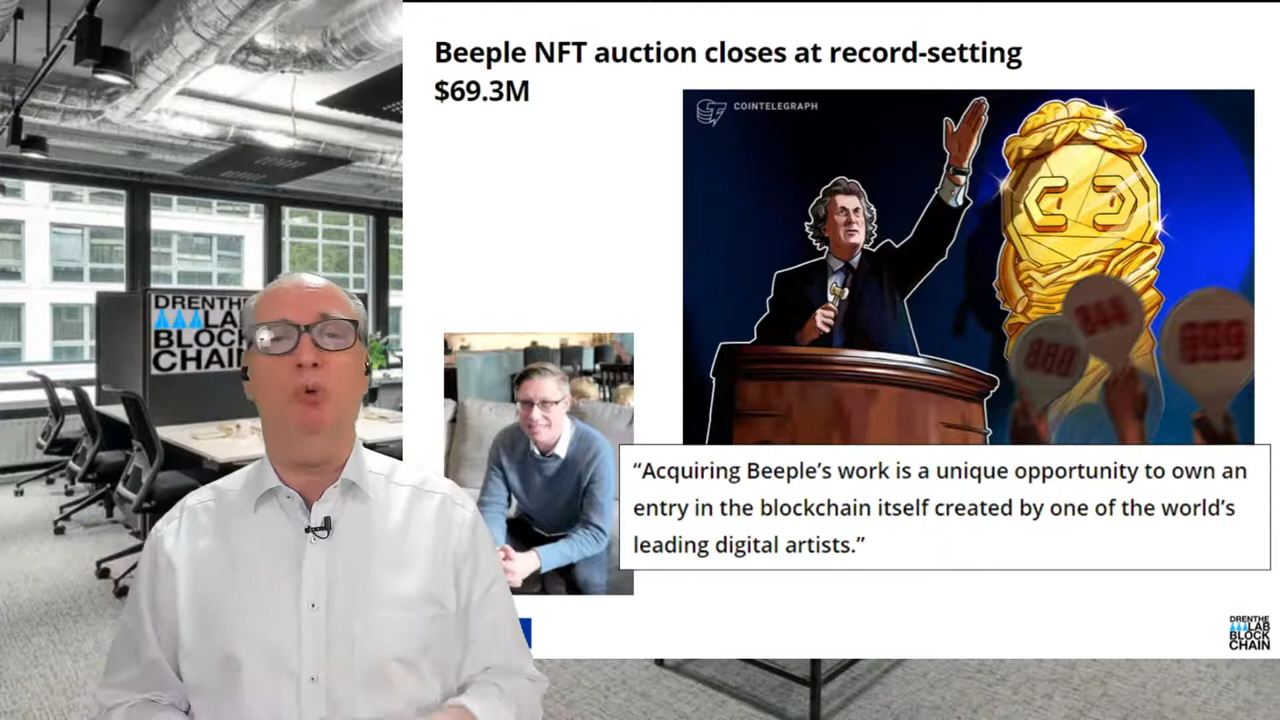 Beeple NFT auction closes at record-setting
$69.3M
COINTELEGRAPH
DRENTHE
LAB
BLOCK
CHAIN
“Acquiring Beeple’s work is a unique opportunity to own an
entry in the blockchain itself created by one of the world’s
leading digital artists.”
DRENTHE
LAB
BLOCK
CHAIN